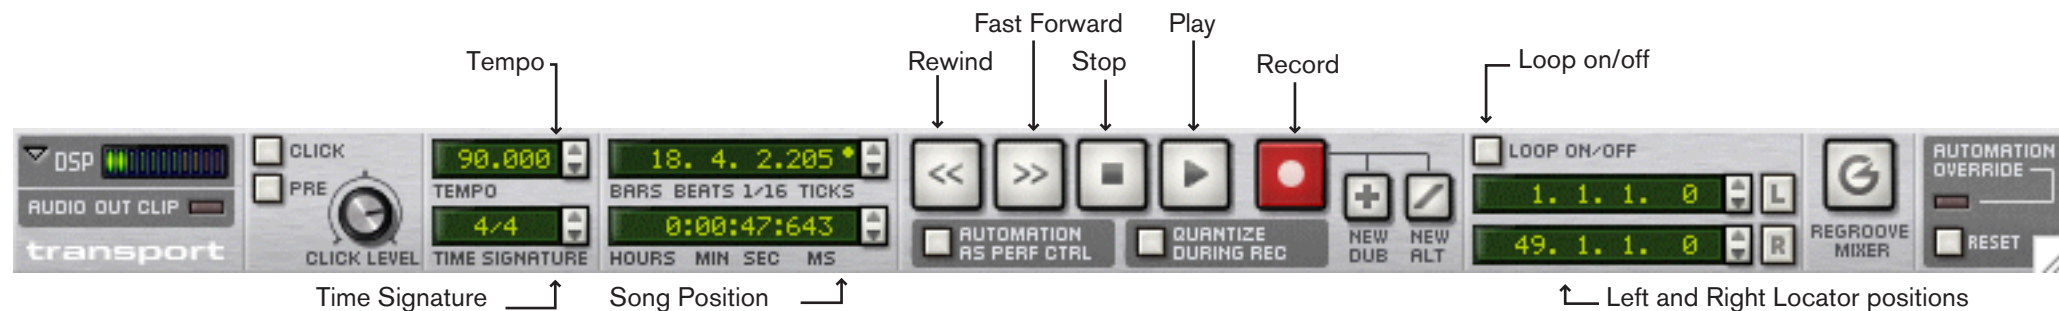 Fast Forward Play
Tempo Rewind Stop Record Loop on/off
DSP CLICK 90.000 18. 4. 2.205 << >> LOOP ON/OFF AUTOMATION
OVERRIDE
PRE TEMPO BARS BEATS 1/16 TICKS 1. 1. 1. 0 L
AUDIO OUT CLIP 4/4 0:00:47:643 AUTOMATION
AS PERF CTRL QUANTIZE
DURING REC NEW
DUB NEW
ALT 49. 1. 1. 0 R REGROOVE
MIXER RESET
transport CLICK LEVEL TIME SIGNATURE HOURS MIN SEC MS
Time Signature Song Position Left and Right Locator positions